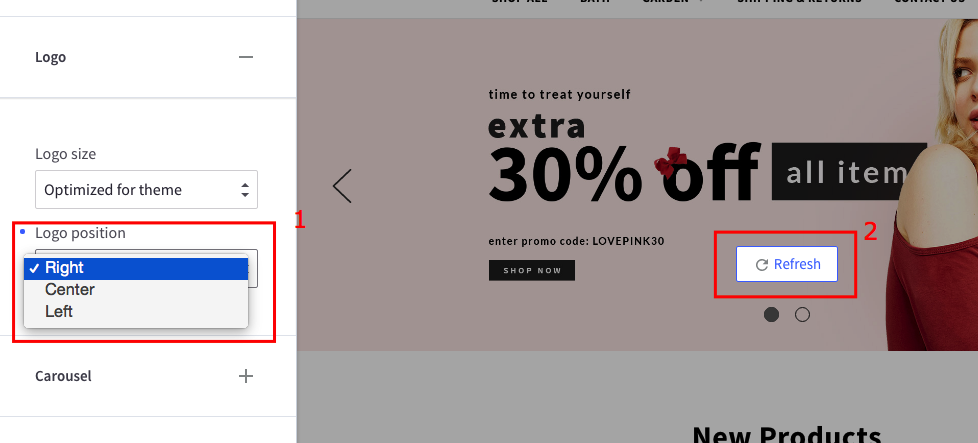 SHOP ALL BATH GARDEN SHIPPING & RETURNS CONTACT US
Logo
time to treat yourself
extra
30% off all item
Logo size
Optimized for theme
1
Logo position
enter promo code: LOVEPINK30
2
Right
Refresh
SHOP NOW
Center
Left
Carousel
New Products